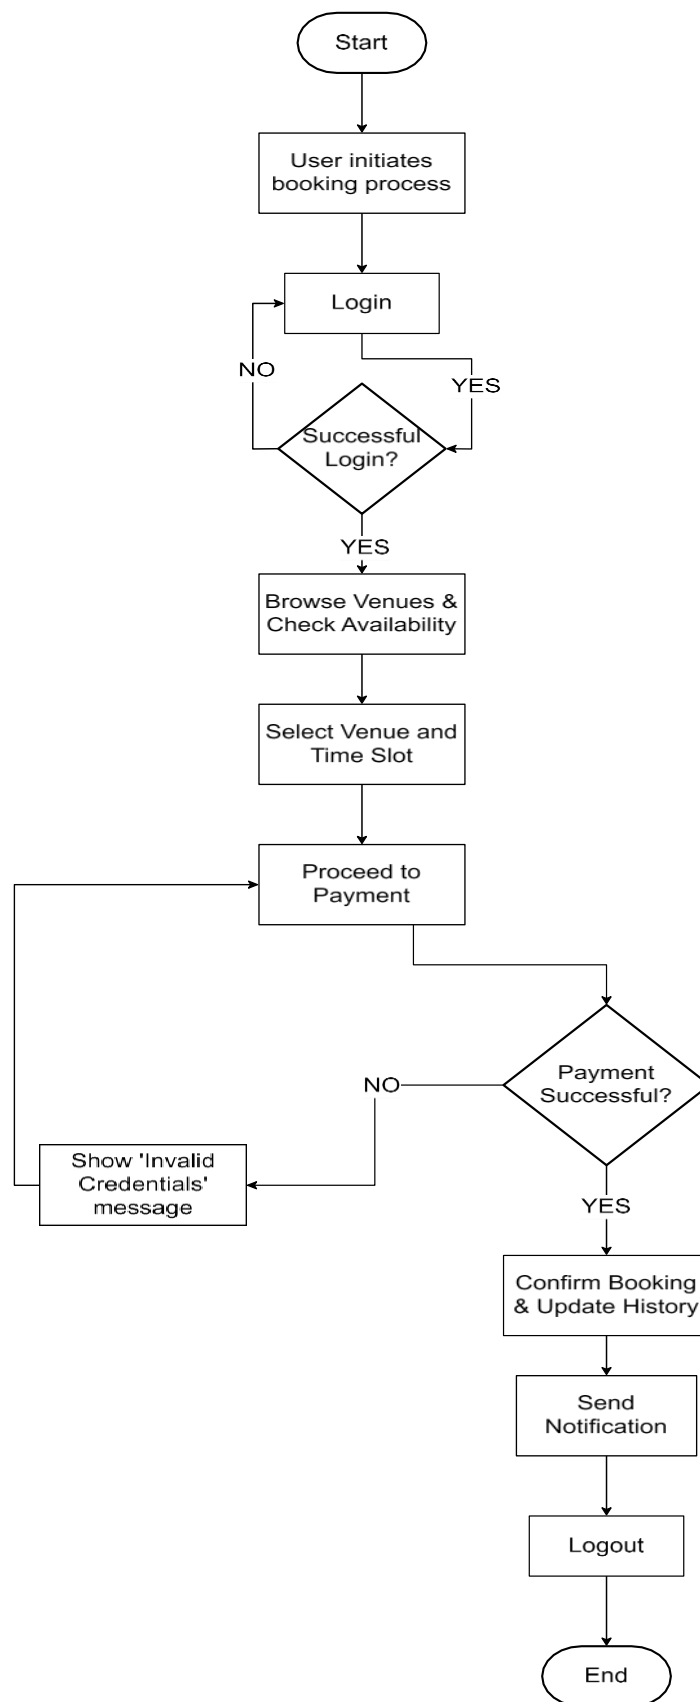 Start
User initiates
booking process
Login
NO
YES
Successful
Login?
YES
Browse Venues &
Check Availability
Select Venue and
Time Slot
Proceed to
Payment
Payment
Successful?
NO
Show 'Invalid
Credentials'
message
YES
Confirm Booking
& Update History
Send
Notification
Logout
End